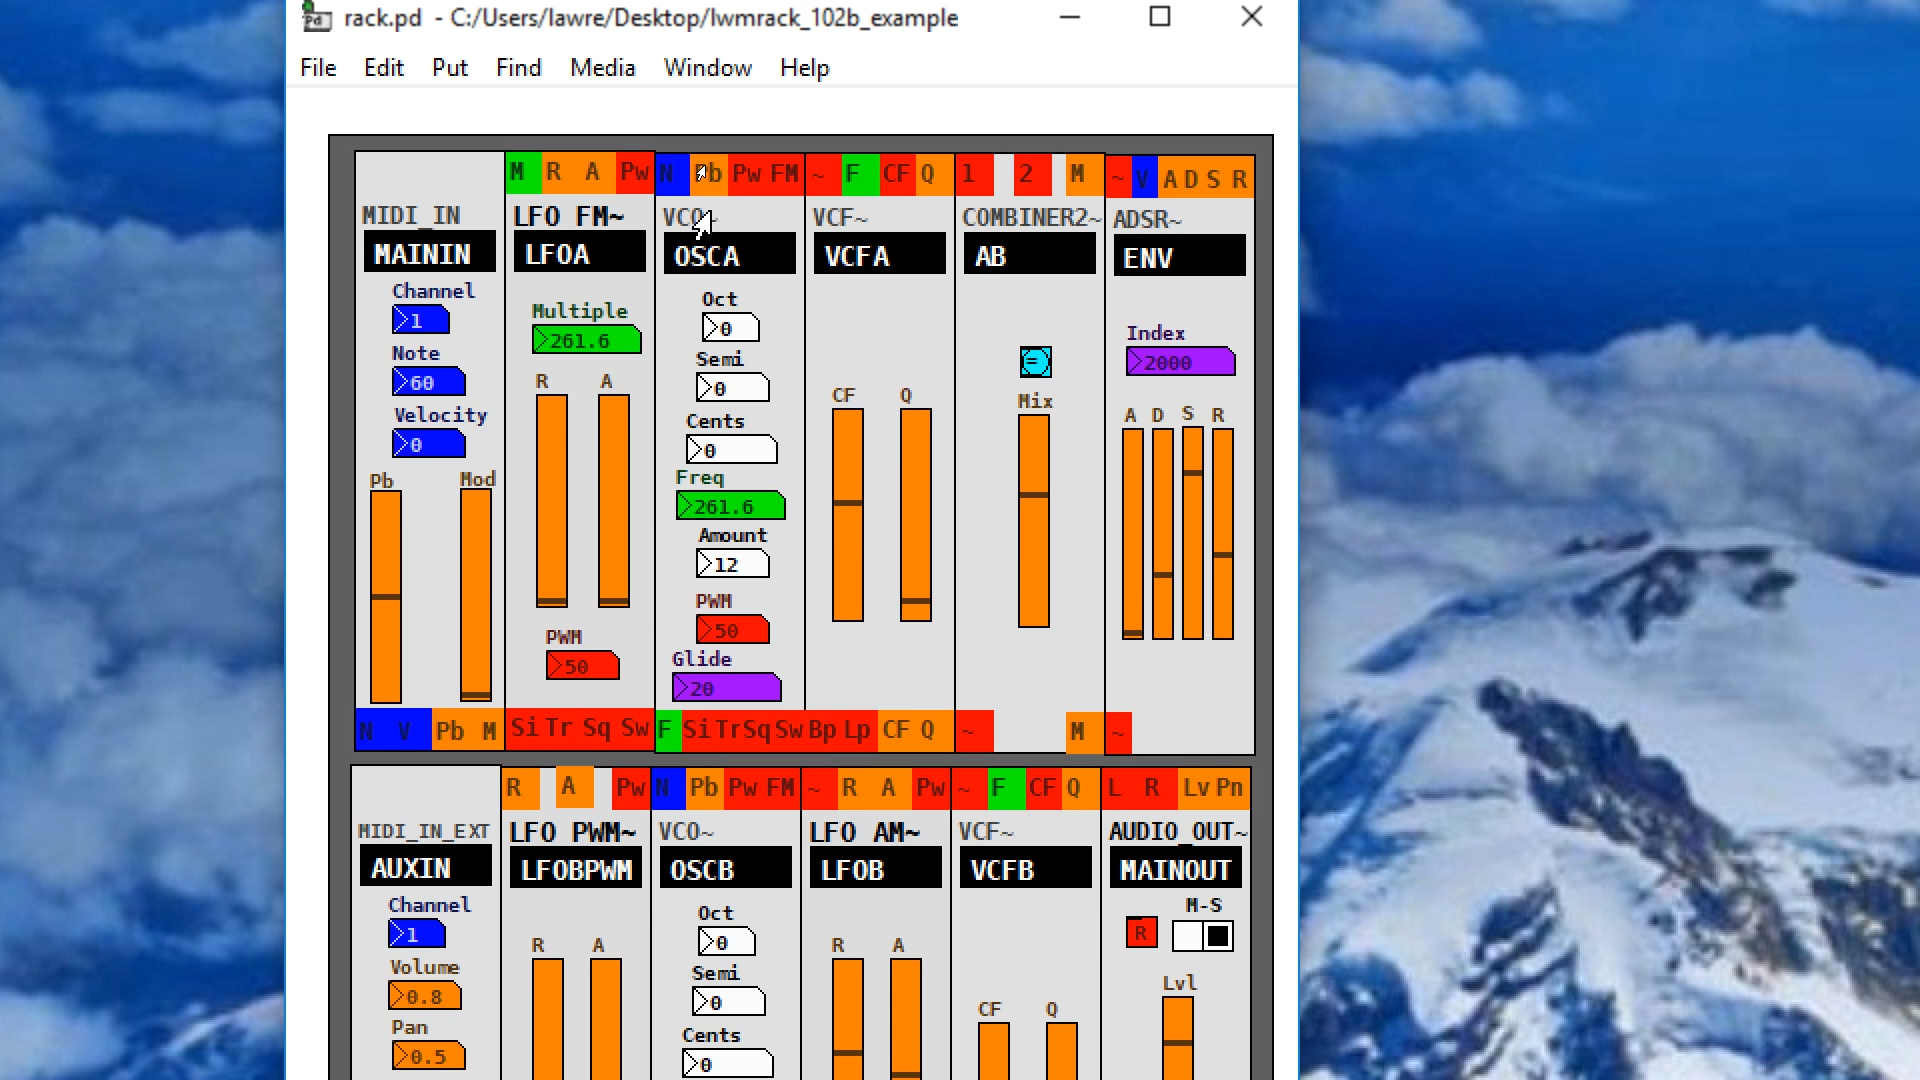 rack.pd - C:/Users/lawre/Desktop/lwmrack_102b_example
File Edit Put Find Media Window Help
M R A Pw N Pb Pw FM ~ F CF Q 1 2 M ~ V A D S R
MIDI_IN LFO FM~ VCO~ VCF~ COMBINER2~ ADSR~
MAININ LFOA OSCA VCFA AB ENV
Channel
1
Note
60
Velocity
0
Pb Mod
N V Pb M
Multiple
261.6
R A
PWM
50
Si Tr Sq Sw
Oct
0
Semi
0
Cents
0
Freq
261.6
Amount
12
PWM
50
Glide
20
F Si Tr Sq Sw
CF Q
Bp Lp CF Q
=
Mix
~ M
Index
2000
A D S R
~
R A Pw N Pb Pw FM ~ R A Pw ~ F CF Q L R Lv Pn
MIDI_IN_EXT LFO PWM~ VCO~ LFO AM~ VCF~ AUDIO_OUT~
AUXIN LFOBPWM OSCB LFOB VCFB MAINOUT
Channel
1
Volume
0.8
Pan
0.5
R A
Oct
0
Semi
0
Cents
0
R A
CF Q
M-S
R
Lvl